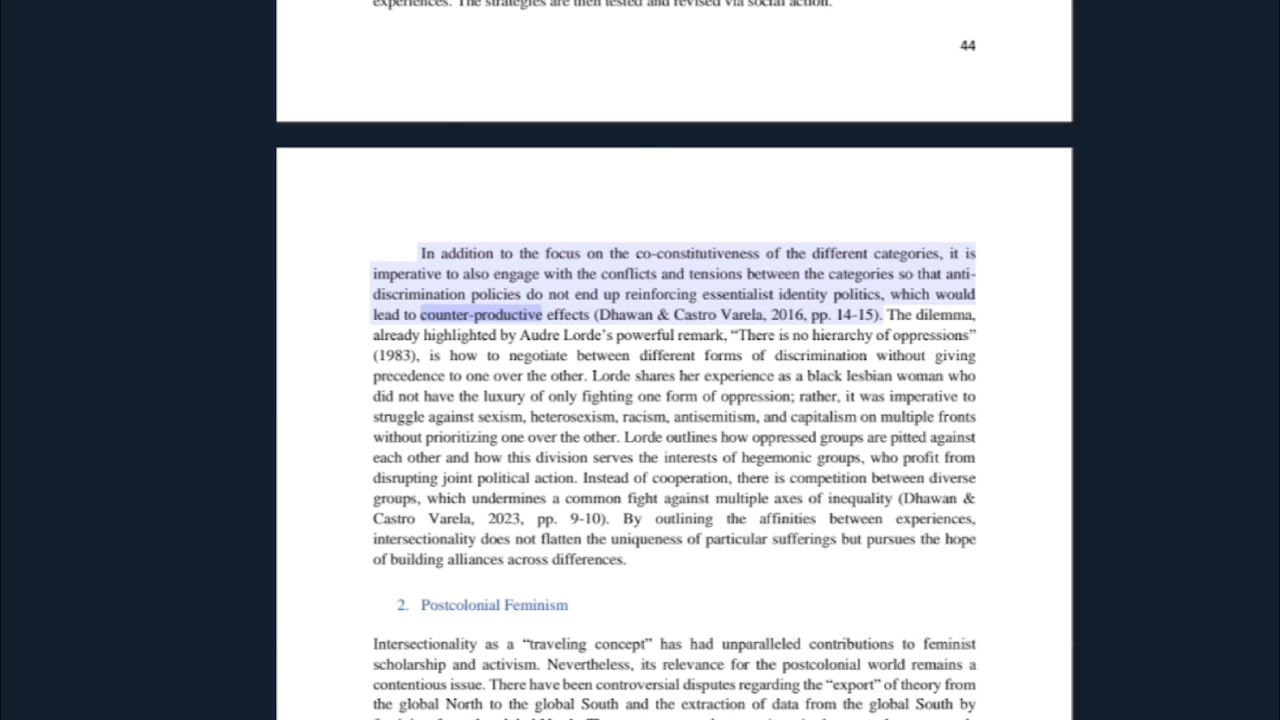 experiences. The strategies are then tested and revised via social action.
44
In addition to the focus on the co-constitutiveness of the different categories, it is
imperative to also engage with the conflicts and tensions between the categories so that anti-
discrimination policies do not end up reinforcing essentialist identity politics, which would
lead to counter-productive effects (Dhawan & Castro Varela, 2016, pp. 14-15). The dilemma,
already highlighted by Audre Lorde’s powerful remark, “There is no hierarchy of oppressions”
(1983), is how to negotiate between different forms of discrimination without giving
precedence to one over the other. Lorde shares her experience as a black lesbian woman who
did not have the luxury of only fighting one form of oppression; rather, it was imperative to
struggle against sexism, heterosexism, racism, antisemitism, and capitalism on multiple fronts
without prioritizing one over the other. Lorde outlines how oppressed groups are pitted against
each other and how this division serves the interests of hegemonic groups, who profit from
disrupting joint political action. Instead of cooperation, there is competition between diverse
groups, which undermines a common fight against multiple axes of inequality (Dhawan &
Castro Varela, 2023, pp. 9-10). By outlining the affinities between experiences,
intersectionality does not flatten the uniqueness of particular sufferings but pursues the hope
of building alliances across differences.
2. Postcolonial Feminism
Intersectionality as a “traveling concept” has had unparalleled contributions to feminist
scholarship and activism. Nevertheless, its relevance for the postcolonial world remains a
contentious issue. There have been controversial disputes regarding the “export” of theory from
the global North to the global South and the extraction of data from the global South by